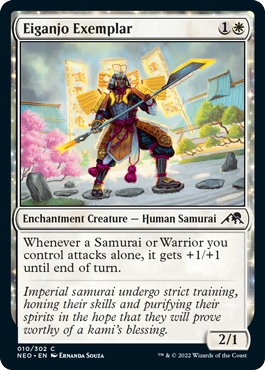 Eiganjo Exemplar 1
Enchantment Creature — Human Samurai
Whenever a Samurai or Warrior you
control attacks alone, it gets +1/+1
until end of turn.
Imperial samurai undergo strict training,
honing their skills and purifying their
spirits in the hope that they will prove
worthy of a kami's blessing.
2/1
010/302 C
NEO • EN Ernanda Souza
™ & © 2022 Wizards of the Coast